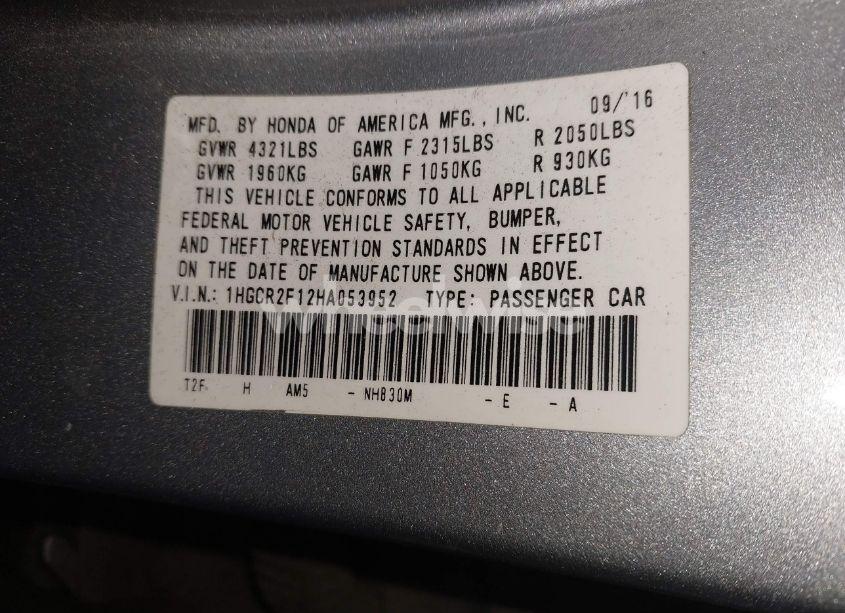 MFD. BY HONDA OF AMERICA MFG., INC. 09/'16
GVWR 4321LBS GAWR F 2315LBS R 2050LBS
GVWR 1960KG GAWR F 1050KG R 930KG
THIS VEHICLE CONFORMS TO ALL APPLICABLE
FEDERAL MOTOR VEHICLE SAFETY, BUMPER,
AND THEFT PREVENTION STANDARDS IN EFFECT
ON THE DATE OF MANUFACTURE SHOWN ABOVE.
V.I.N.: 1HGCR2F12HA053952 TYPE: PASSENGER CAR
wheelwise
T2F H AM5 - NH830M - E - A